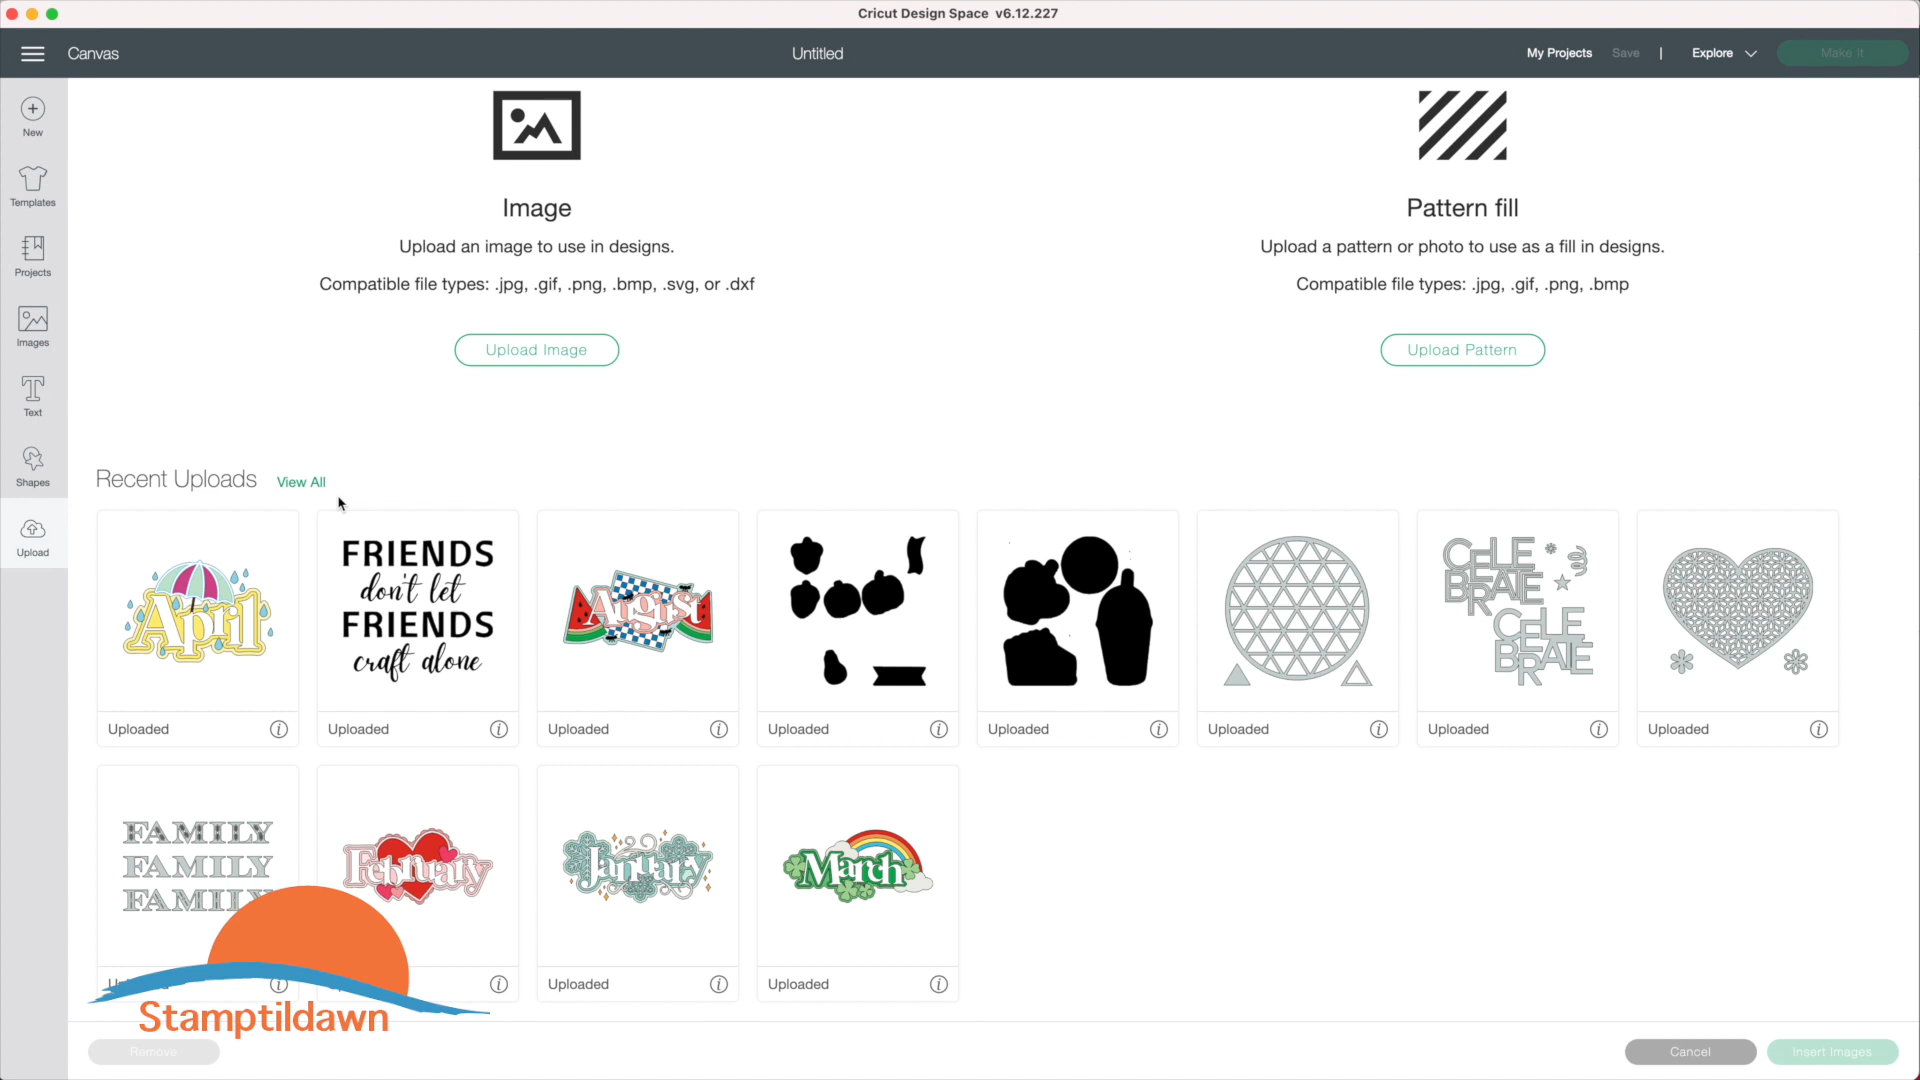 Cricut Design Space v6.12.227
Canvas
Untitled
My Projects
Save
|
Explore
Make It
New
Templates
Projects
Images
Text
Shapes
Upload
Image
Upload an image to use in designs.
Compatible file types: .jpg, .gif, .png, .bmp, .svg, or .dxf
Upload Image
Pattern fill
Upload a pattern or photo to use as a fill in designs.
Compatible file types: .jpg, .gif, .png, .bmp
Upload Pattern
Recent Uploads
View All
April
FRIENDS
don't let
FRIENDS
craft alone
August
CELE
BRATE
CELE
BRATE
Uploaded
Uploaded
Uploaded
Uploaded
Uploaded
Uploaded
Uploaded
Uploaded
FAMILY
FAMILY
FAMILY
February
January
March
Uploaded
Uploaded
Stamptildawn
Remove
Cancel
Insert Images